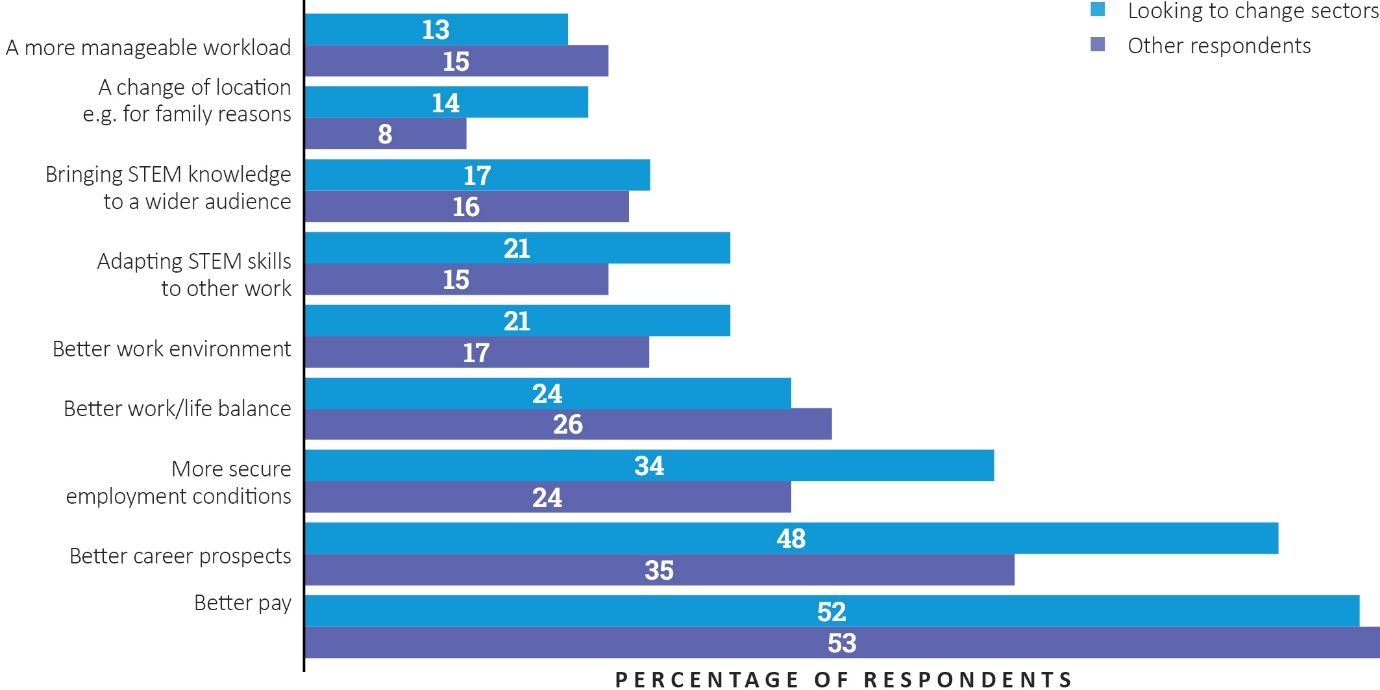 Looking to change sectors
Other respondents
A more manageable workload
13
15
A change of location
e.g. for family reasons
14
8
Bringing STEM knowledge
to a wider audience
17
16
Adapting STEM skills
to other work
21
15
Better work environment
21
17
Better work/life balance
24
26
More secure
employment conditions
34
24
Better career prospects
48
35
Better pay
52
53
PERCENTAGE OF RESPONDENTS